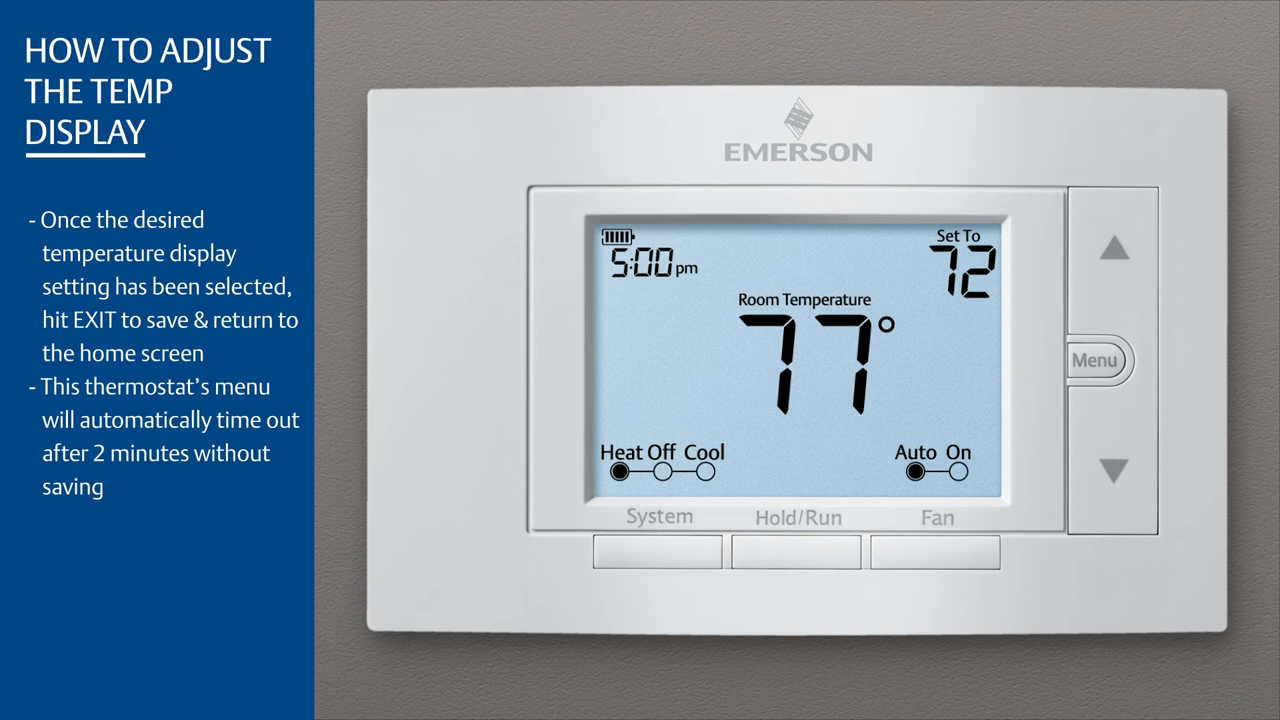 HOW TO ADJUST
THE TEMP
DISPLAY
- Once the desired
temperature display
setting has been selected,
hit EXIT to save & return to
the home screen
- This thermostat's menu
will automatically time out
after 2 minutes without
saving
EMERSON
5:00 pm
Set To
72
Room Temperature
77°
Heat Off Cool
Auto On
Menu
System
Hold/Run
Fan